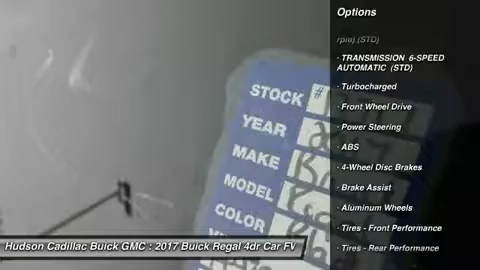 Options
rpm) (STD)
· TRANSMISSION 6-SPEED
AUTOMATIC (STD)
· Turbocharged
· Front Wheel Drive
· Power Steering
· ABS
· 4-Wheel Disc Brakes
· Brake Assist
· Aluminum Wheels
· Tires - Front Performance
· Tires - Rear Performance
STOCK #
YEAR 2017
MAKE
MODEL
COLOR
Hudson Cadillac Buick GMC : 2017 Buick Regal 4dr Car FV